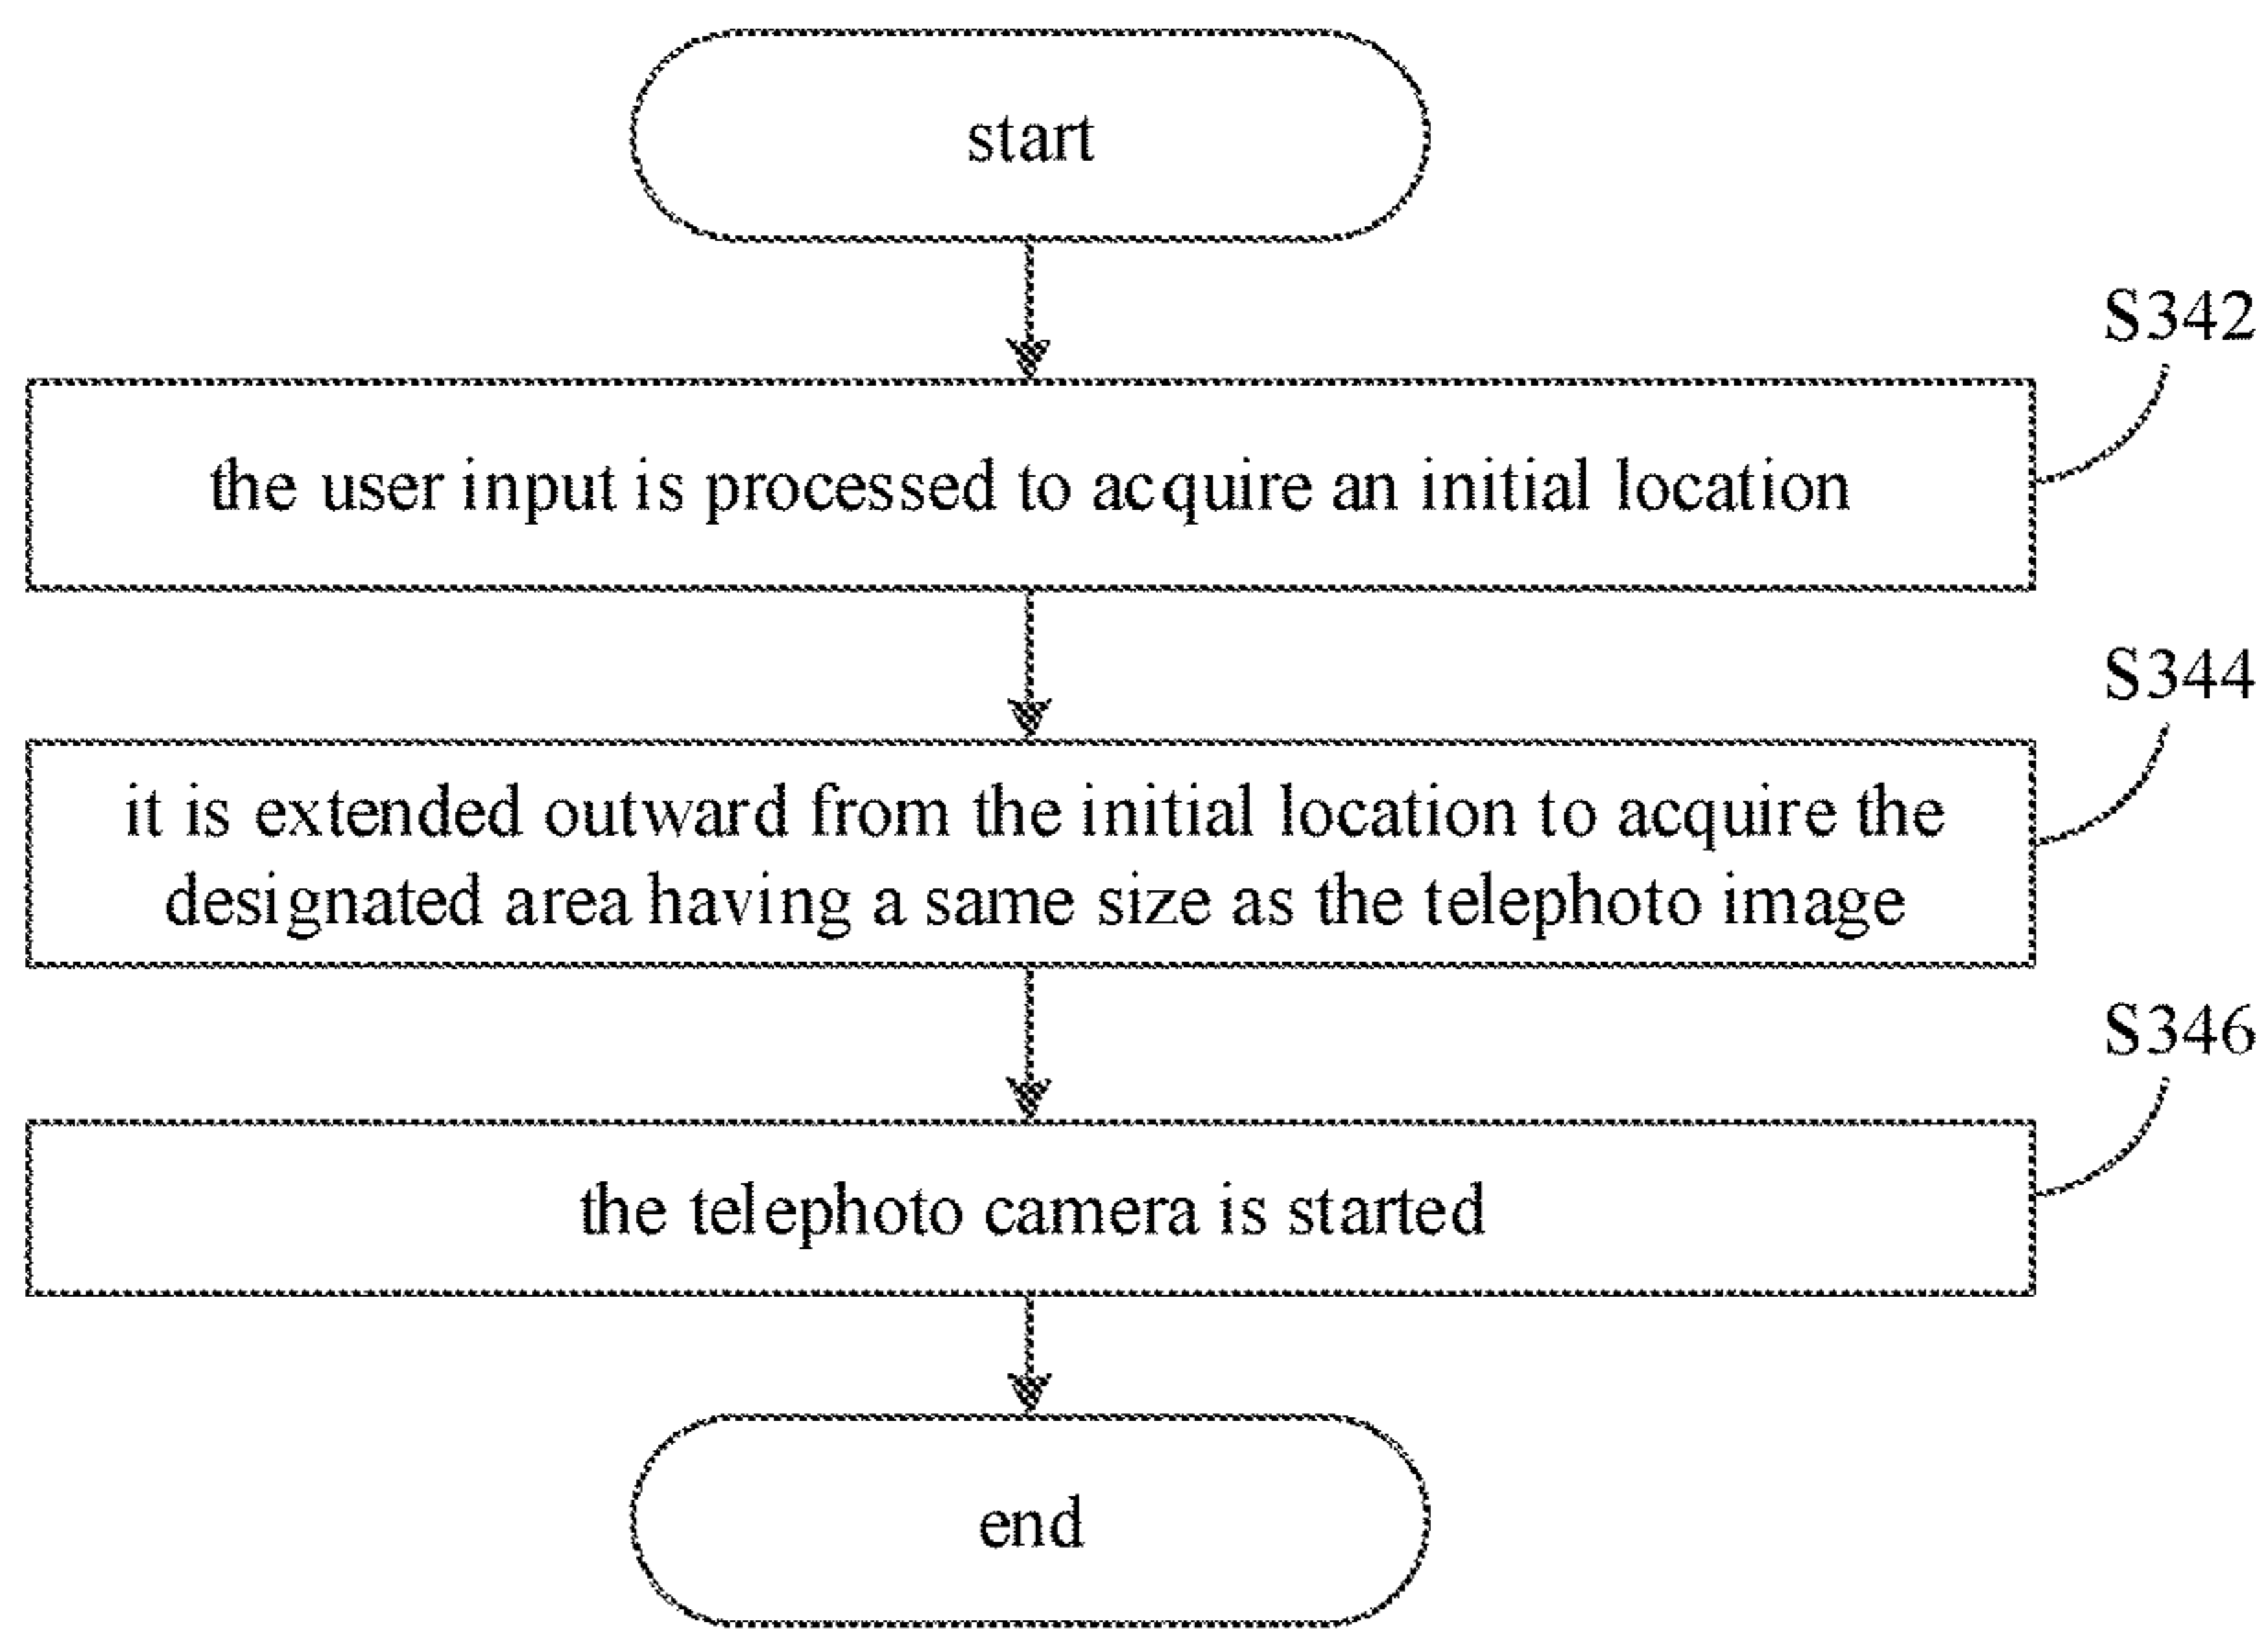 start
S342
the user input is processed to acquire an initial location
S344
it is extended outward from the initial location to acquire the
designated area having a same size as the telephoto image
S346
the telephoto camera is started
end